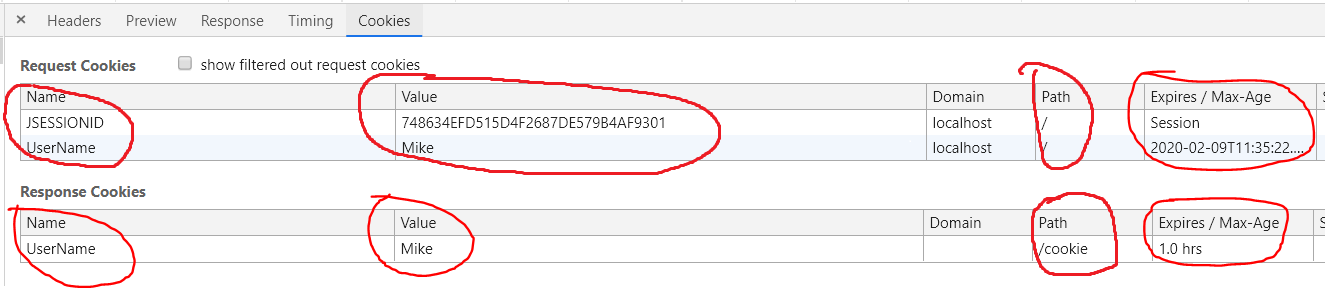 × Headers Preview Response Timing Cookies
Request Cookies show filtered out request cookies
Name Value Domain Path Expires / Max-Age S
JSESSIONID 748634EFD515D4F2687DE579B4AF9301 localhost / Session
UserName Mike localhost / 2020-02-09T11:35:22....
Response Cookies
Name Value Domain Path Expires / Max-Age S
UserName Mike /cookie 1.0 hrs